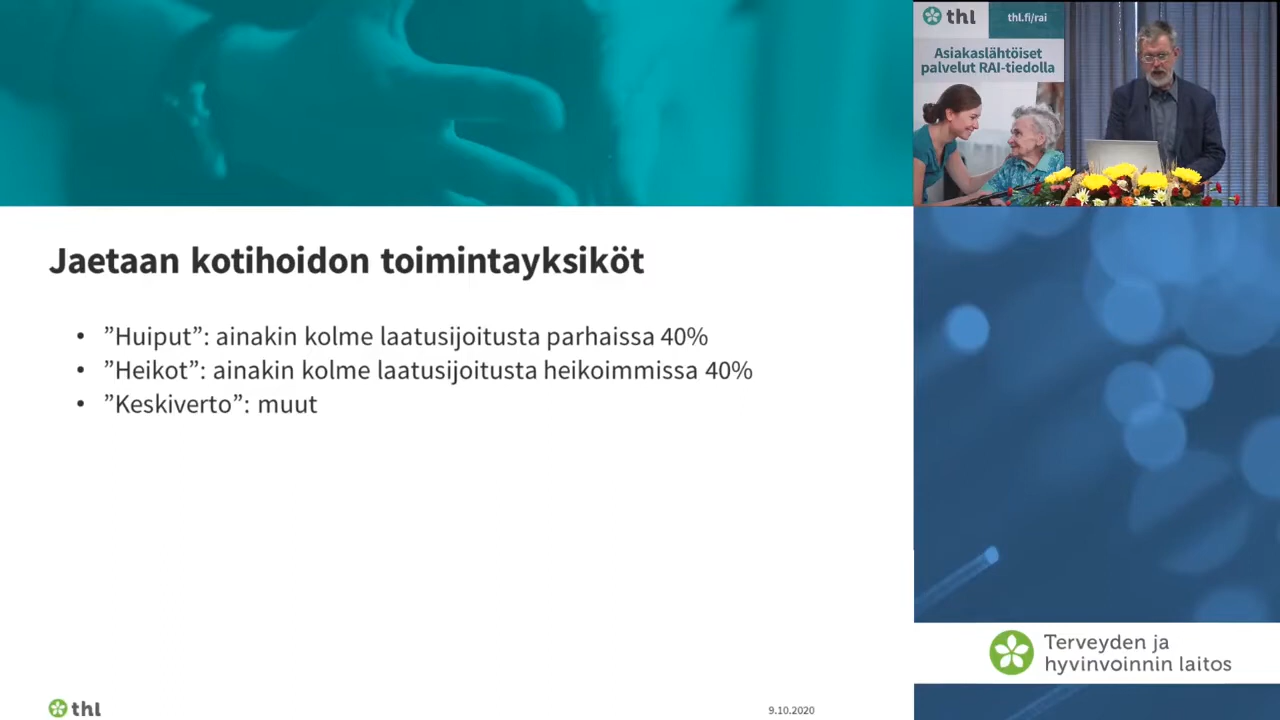 Jaetaan kotihoidon toimintayksiköt
• ”Huiput”: ainakin kolme laatusijoitusta parhaissa 40%
• ”Heikot”: ainakin kolme laatusijoitusta heikoimmissa 40%
• ”Keskiverto”: muut
thl
9.10.2020
thl
thl.fi/rai
Asiakaslähtöiset
palvelut RAI-tiedolla
Terveyden ja
hyvinvoinnin laitos